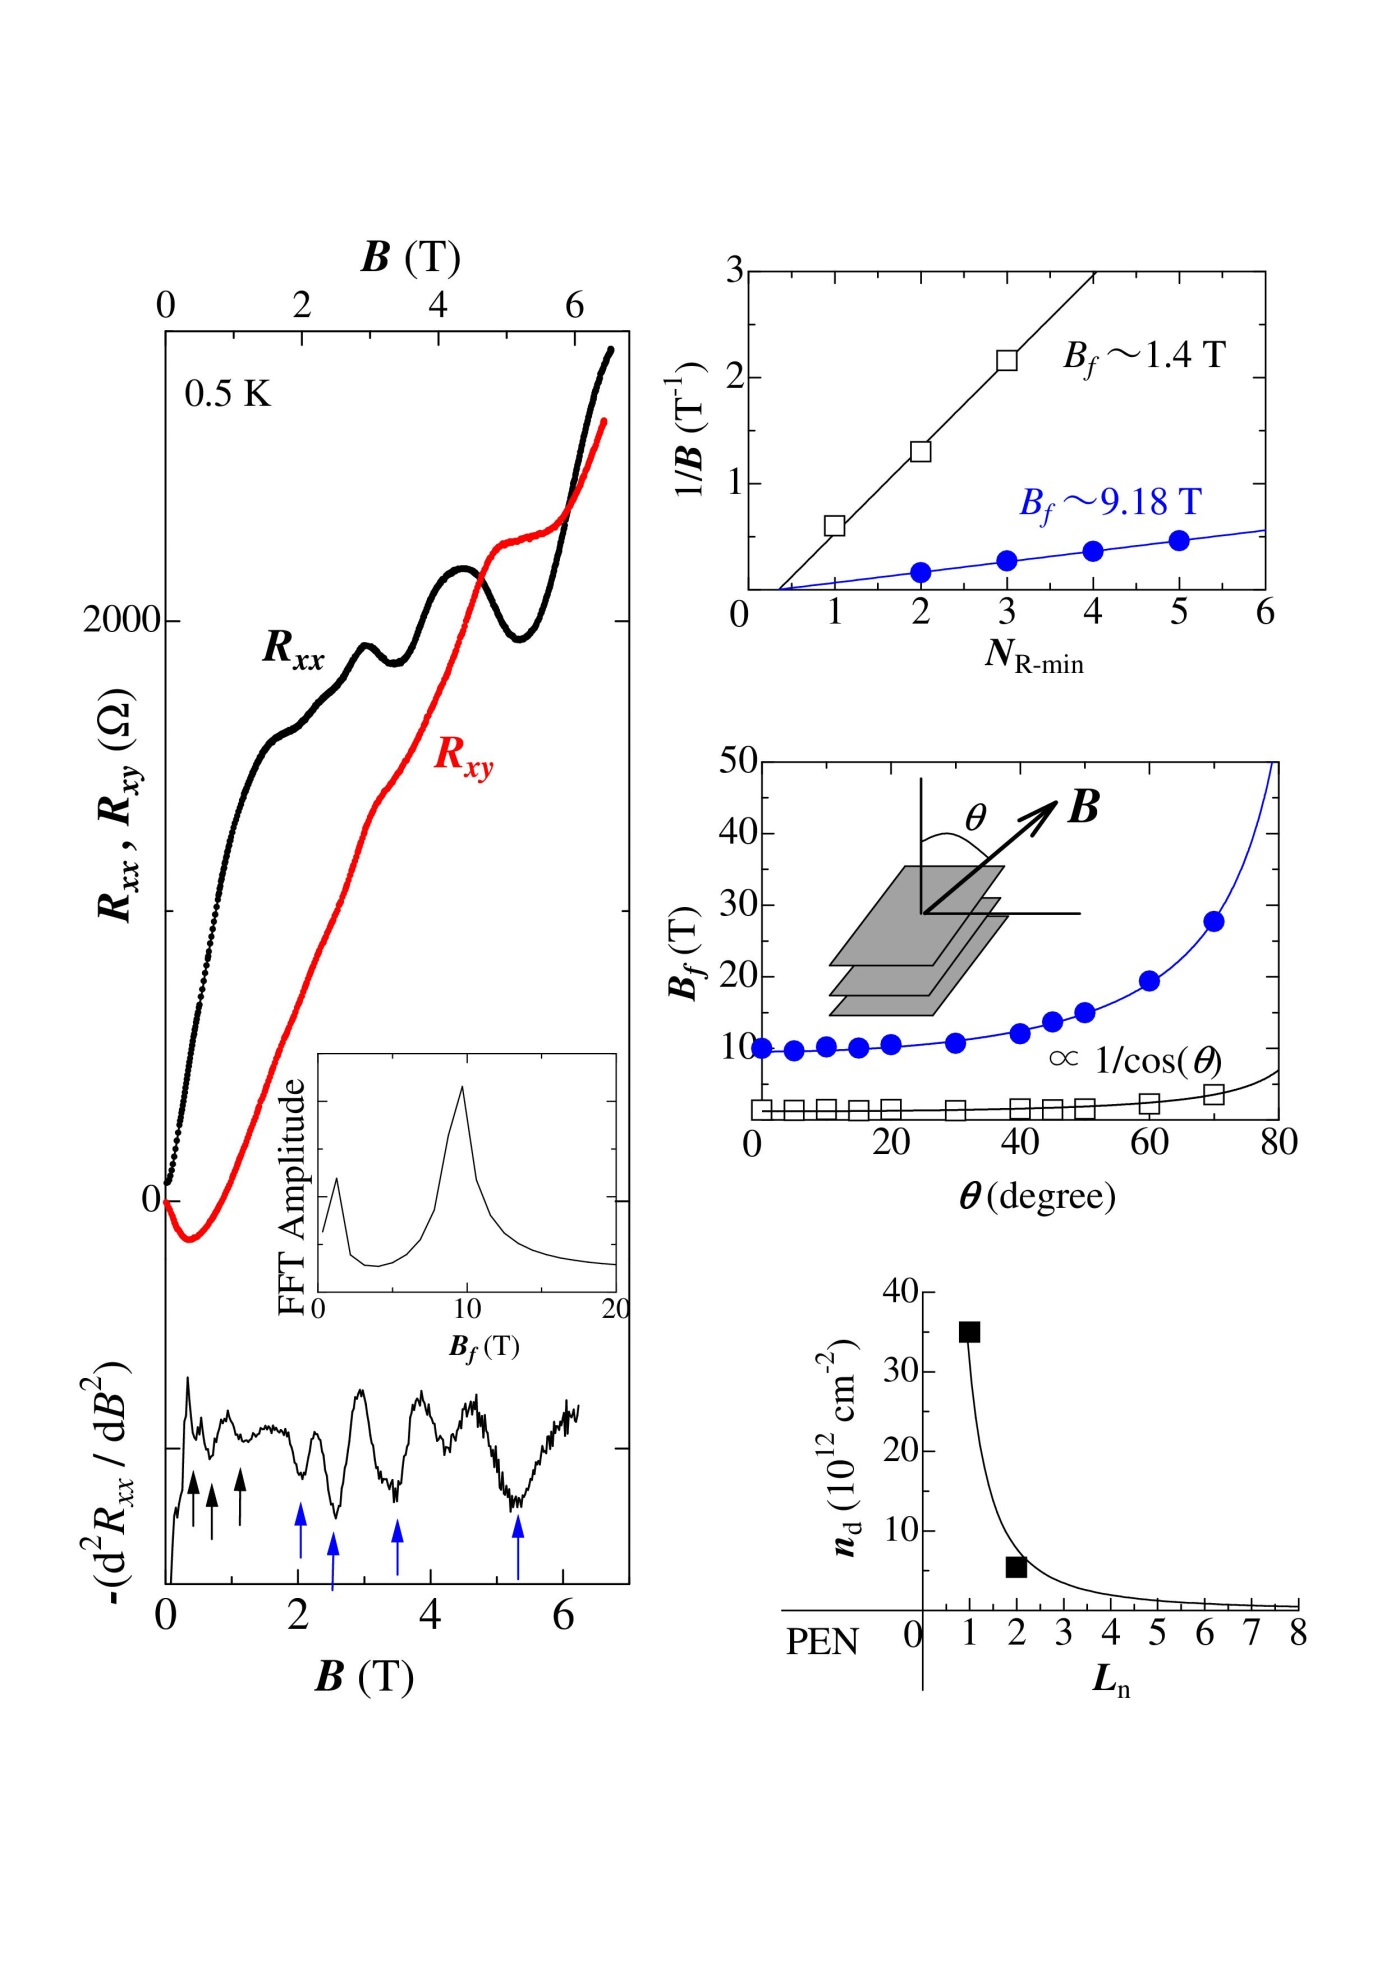 B (T)
0 2 4 6
0.5 K
2000
0
Rxx
Rxy
Rxx, Rxy (Ω)
FFT Amplitude
0 10 20
Bf (T)
-(d²Rxx / dB²)
0 2 4 6
B (T)
3
2
1
0 1 2 3 4 5 6
1/B (T⁻¹)
Bf ~1.4 T
Bf ~9.18 T
NR-min
50
40
30
20
10
0 20 40 60 80
Bf (T)
θ
B
∝ 1/cos(θ)
θ (degree)
40
30
20
10
nd (10¹² cm⁻²)
PEN 0 1 2 3 4 5 6 7 8
Ln